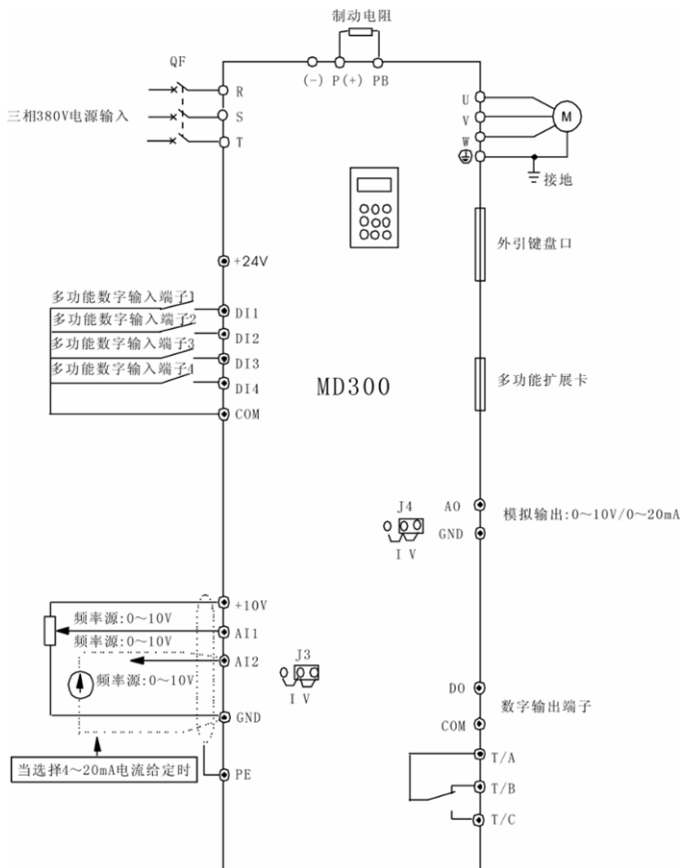 制动电阻
QF
(-) P(+) PB
R
三相380V电源输入
S
T
U
V
W
M
接地
外引键盘口
+24V
多功能数字输入端子1
DI1
多功能数字输入端子2
DI2
多功能数字输入端子3
DI3
多功能数字输入端子4
DI4
COM
MD300
多功能扩展卡
J4
AO
模拟输出:0～10V/0～20mA
GND
I V
+10V
频率源:0～10V
AI1
频率源:0～10V
AI2
J3
频率源:0～10V
I V
GND
DO
数字输出端子
COM
当选择4～20mA电流给定时
PE
T/A
T/B
T/C